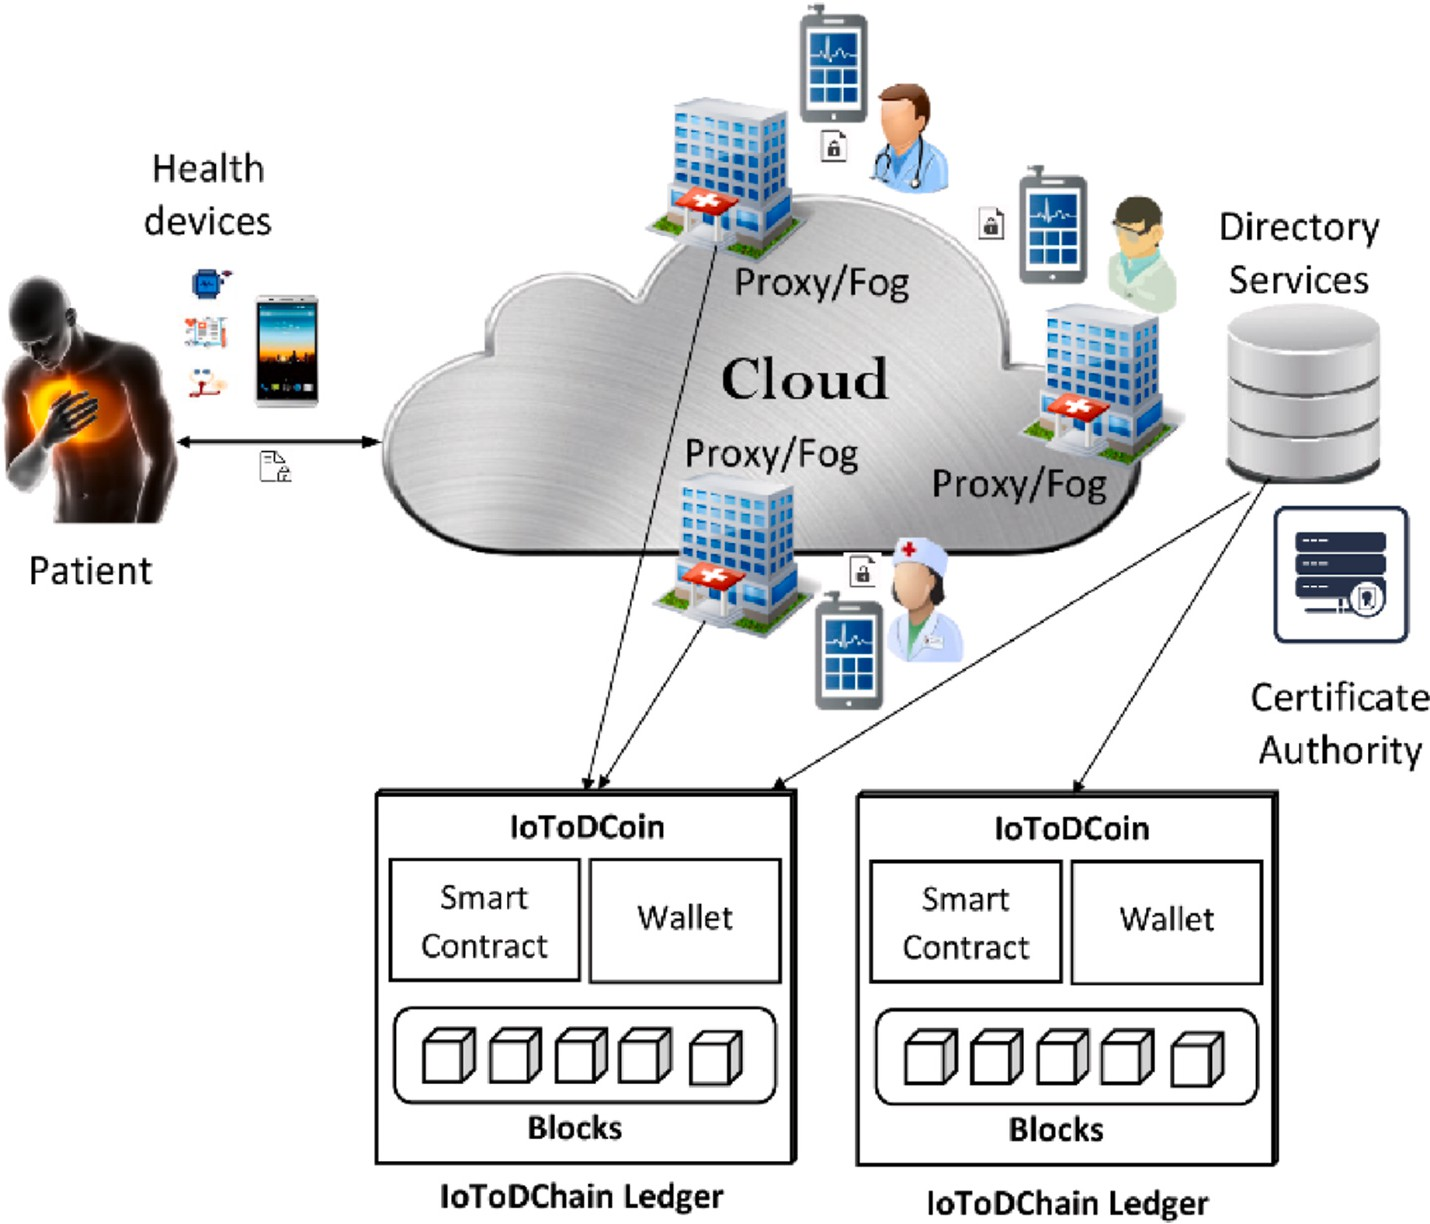 Health
devices
Patient
Proxy/Fog
Cloud
Proxy/Fog
Proxy/Fog
Directory
Services
Certificate
Authority
IoToDCoin
Smart
Contract
Wallet
Blocks
IoToDChain Ledger
IoToDCoin
Smart
Contract
Wallet
Blocks
IoToDChain Ledger